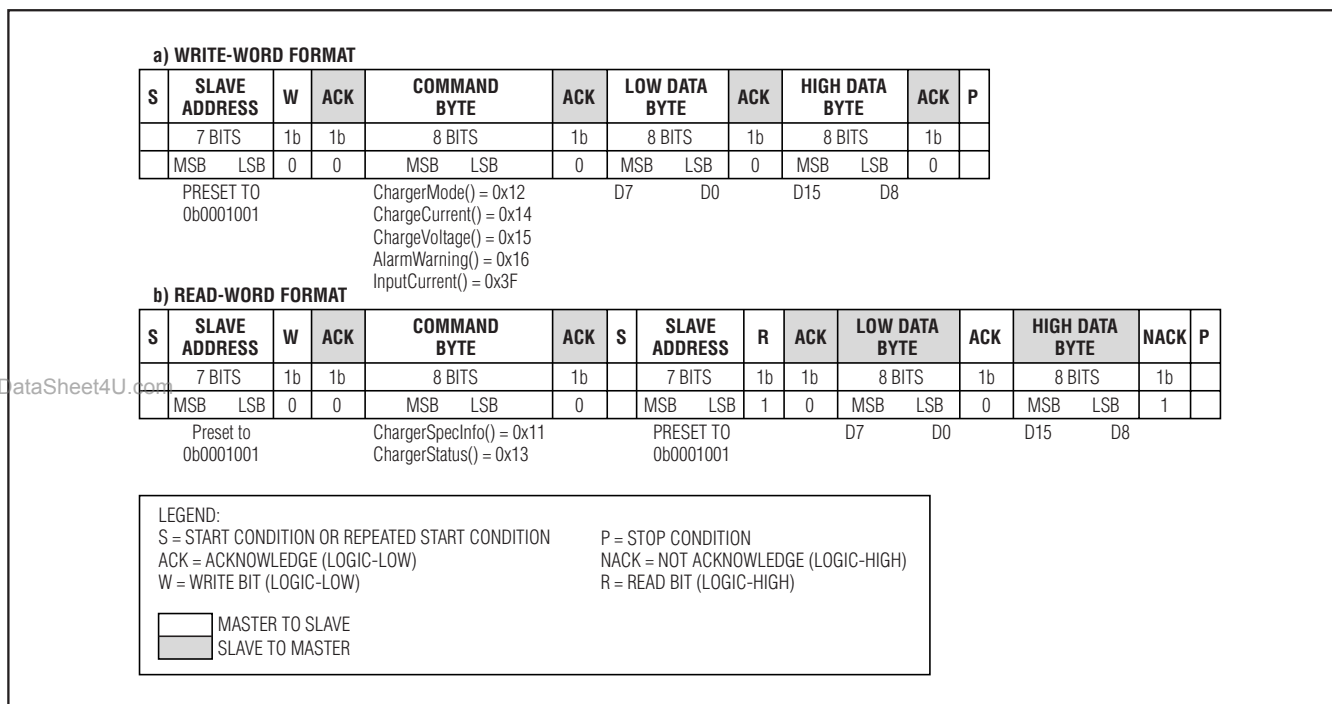 a) WRITE-WORD FORMAT
S SLAVE ADDRESS W ACK COMMAND BYTE ACK LOW DATA BYTE ACK HIGH DATA BYTE ACK P
7 BITS 1b 1b 8 BITS 1b 8 BITS 1b 8 BITS 1b
MSB LSB 0 0 MSB LSB 0 MSB LSB 0 MSB LSB 0
PRESET TO ChargerMode() = 0x12 D7 D0 D15 D8
0b0001001 ChargeCurrent() = 0x14
ChargeVoltage() = 0x15
AlarmWarning() = 0x16
InputCurrent() = 0x3F
b) READ-WORD FORMAT
S SLAVE ADDRESS W ACK COMMAND BYTE ACK S SLAVE ADDRESS R ACK LOW DATA BYTE ACK HIGH DATA BYTE NACK P
7 BITS 1b 1b 8 BITS 1b 7 BITS 1b 1b 8 BITS 1b 8 BITS 1b
DataSheet4U.com
MSB LSB 0 0 MSB LSB 0 MSB LSB 1 0 MSB LSB 0 MSB LSB 1
Preset to ChargerSpecInfo() = 0x11 PRESET TO D7 D0 D15 D8
0b0001001 ChargerStatus() = 0x13 0b0001001
LEGEND:
S = START CONDITION OR REPEATED START CONDITION P = STOP CONDITION
ACK = ACKNOWLEDGE (LOGIC-LOW) NACK = NOT ACKNOWLEDGE (LOGIC-HIGH)
W = WRITE BIT (LOGIC-LOW) R = READ BIT (LOGIC-HIGH)
MASTER TO SLAVE
SLAVE TO MASTER